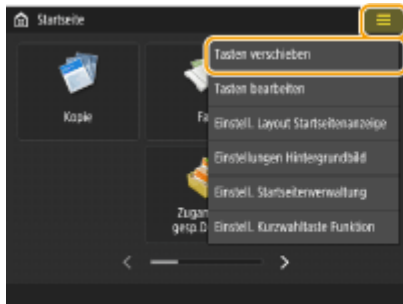 Startseite
Tasten verschieben
Tasten bearbeiten
Kopie
Fa
Einstell. Layout Startseitenanzeige
Einstellungen Hintergrundbild
Einstell. Startseitenverwaltung
Zugan
gesp.D
Einstell. Kurzwahltaste Funktion